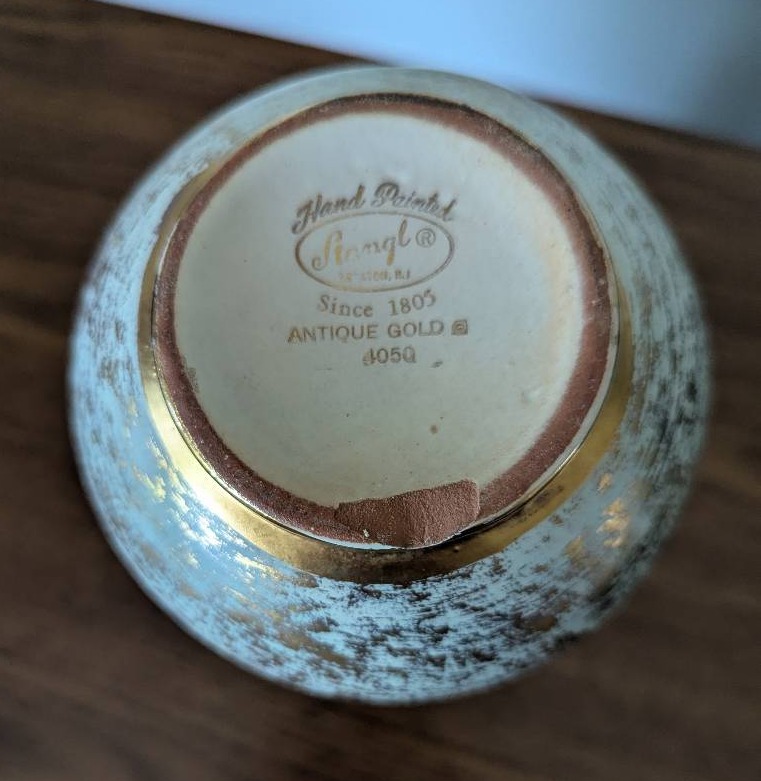 Hand Painted
Stangl ®
N.J.
Since 1805
ANTIQUE GOLD
4050